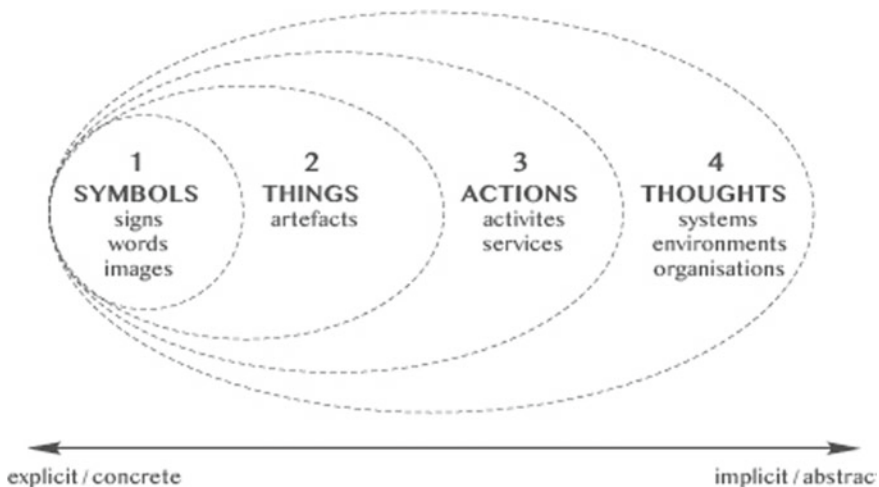 1
SYMBOLS
signs
words
images
2
THINGS
artefacts
3
ACTIONS
activites
services
4
THOUGHTS
systems
environments
organisations
explicit / concrete
implicit / abstrac